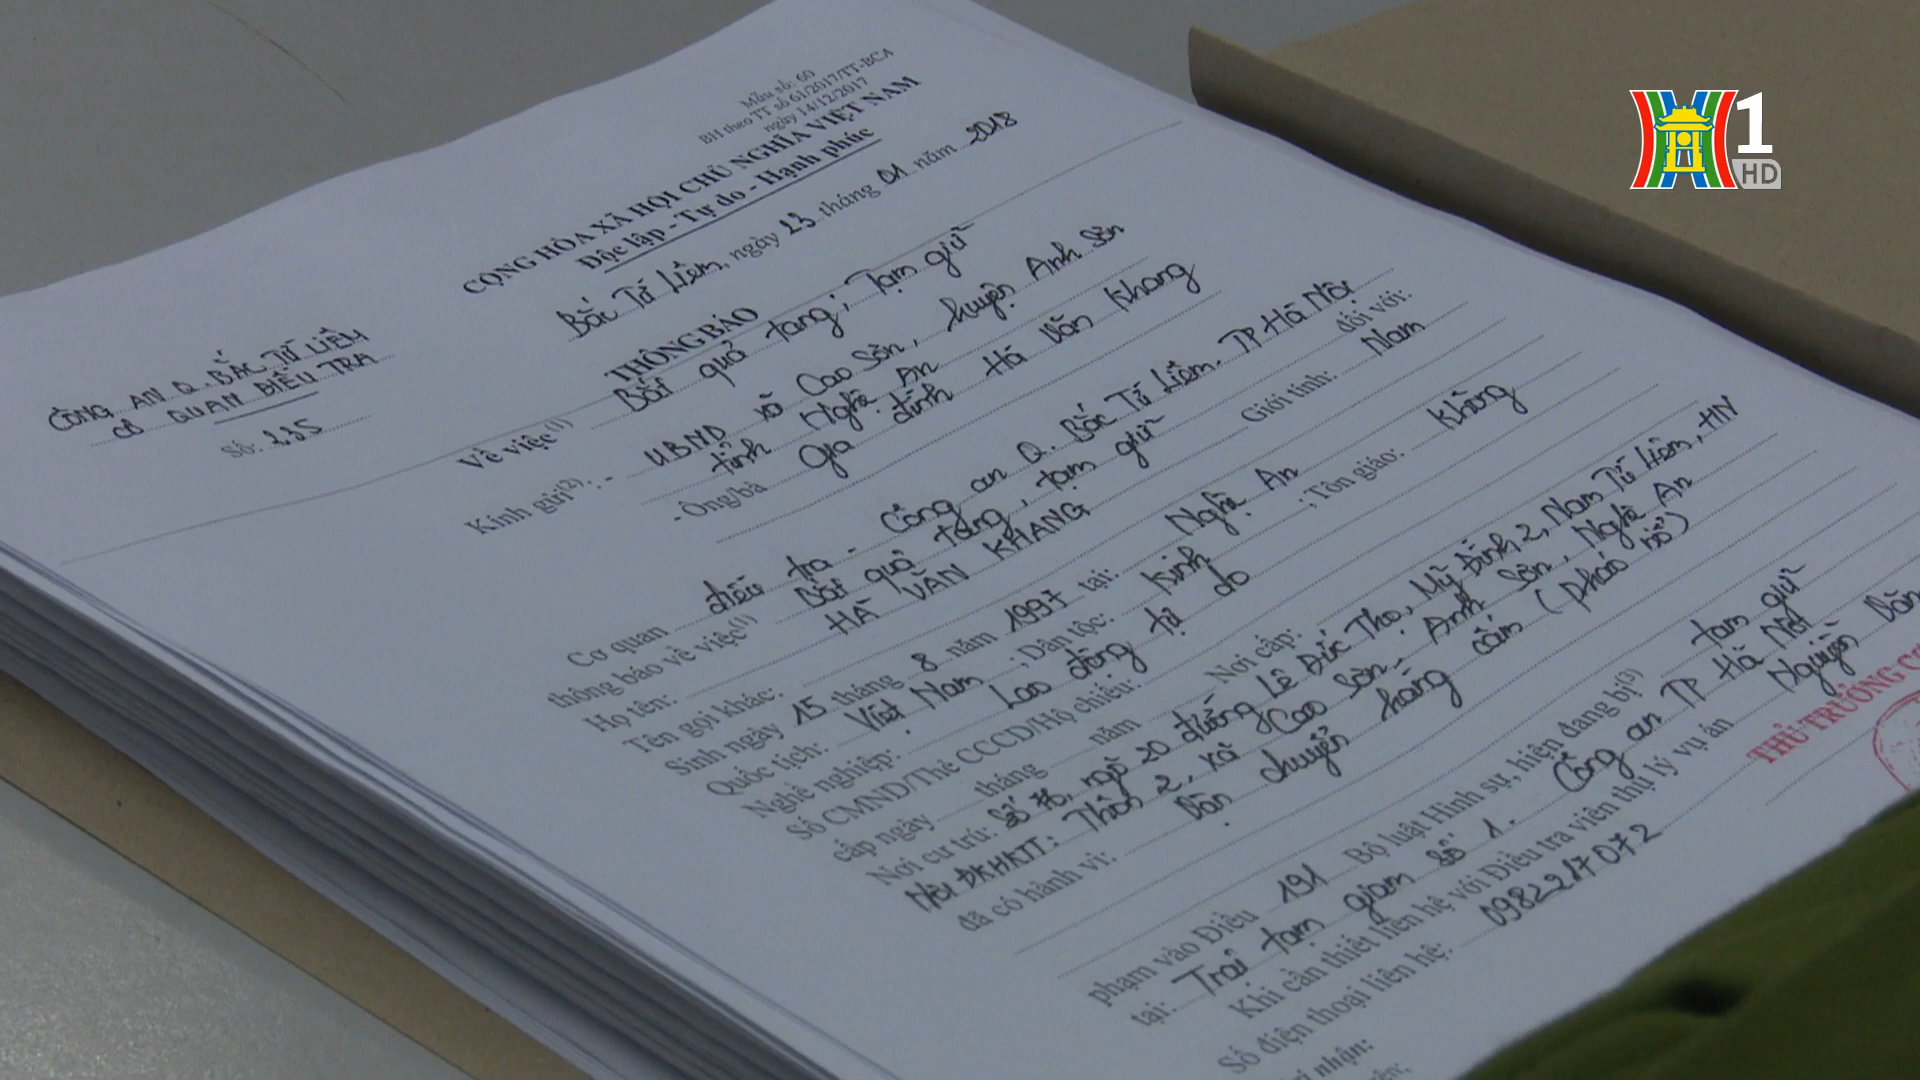 Mẫu số: 60
BH theo TT số 61/2017/TT-BCA
ngày 14/12/2017
CỘNG HÒA XÃ HỘI CHỦ NGHĨA VIỆT NAM
Độc lập - Tự do - Hạnh phúc
CÔNG AN Q. BẮC TỪ LIÊM
CƠ QUAN ĐIỀU TRA
Số: 235
Bắc Từ Liêm, ngày 23 tháng 01 năm 2018
THÔNG BÁO
Về việc(1) Bắt quả tang; Tạm giữ
Kính gửi(2): - UBND xã Cao Sơn, huyện Anh Sơn
tỉnh Nghệ An
- Ông/bà Gia đình Hà Văn Khang
Cơ quan điều tra - Công an Q. Bắc Từ Liêm, TP Hà Nội
thông báo về việc(1) Bắt quả tang, tạm giữ đối với:
Họ tên: HÀ VĂN KHANG Giới tính: Nam
Tên gọi khác:
Sinh ngày 15 tháng 8 năm 1997 tại: Nghệ An
Quốc tịch: Việt Nam; Dân tộc: Kinh; Tôn giáo: Không
Nghề nghiệp: Lao động tự do
Số CMND/Thẻ CCCD/Hộ chiếu:
cấp ngày tháng năm Nơi cấp:
Nơi cư trú: Số 76, ngõ 20 đường Lê Đức Thọ, Mỹ Đình 2, Nam Từ Liêm, HN
Nơi ĐKHKTT: Thôn 2, xã Cao Sơn, Anh Sơn, Nghệ An
đã có hành vi: Vận chuyển hàng cấm (pháo nổ)
phạm vào Điều 191 Bộ luật Hình sự, hiện đang bị(3) tạm giữ
tại: Trại tạm giam số 1. Công an TP Hà Nội
Khi cần thiết liên hệ với Điều tra viên thụ lý vụ án Nguyễn Văn
Số điện thoại liên hệ: 0982217072
THỦ TRƯỞNG
nhận:
1
HD